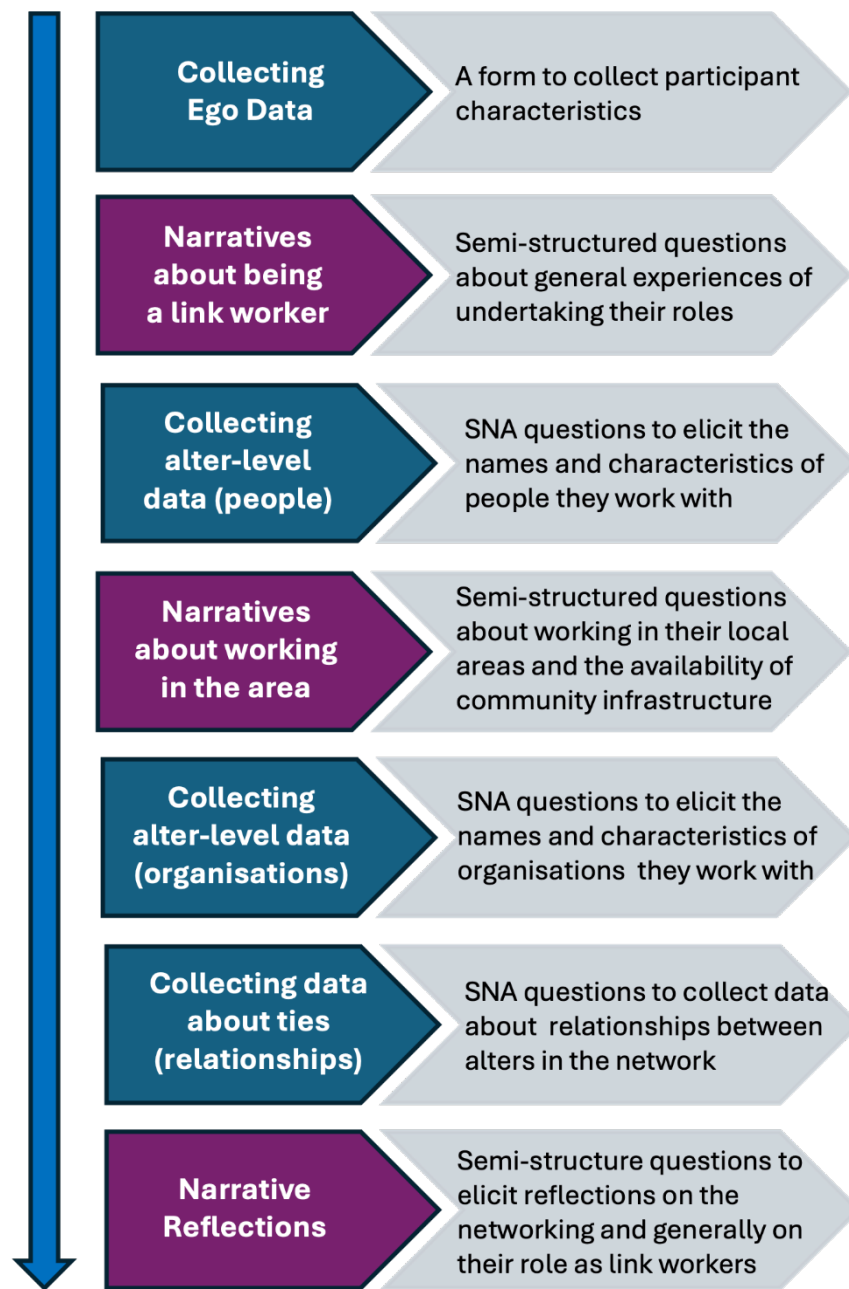 Collecting
Ego Data
A form to collect participant
characteristics
Narratives
about being
a link worker
Semi-structured questions
about general experiences of
undertaking their roles
Collecting
alter-level
data (people)
SNA questions to elicit the
names and characteristics of
people they work with
Narratives
about working
in the area
Semi-structured questions
about working in their local
areas and the availability of
community infrastructure
Collecting
alter-level data
(organisations)
SNA questions to elicit the
names and characteristics of
organisations they work with
Collecting data
about ties
(relationships)
SNA questions to collect data
about relationships between
alters in the network
Narrative
Reflections
Semi-structure questions to
elicit reflections on the
networking and generally on
their role as link workers